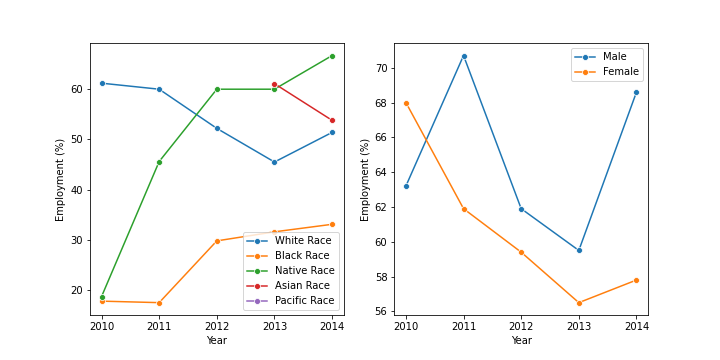 Employment (%)
60
50
40
30
20
2010 2011 2012 2013 2014
Year
White Race
Black Race
Native Race
Asian Race
Pacific Race
Employment (%)
70
68
66
64
62
60
58
56
2010 2011 2012 2013 2014
Year
Male
Female